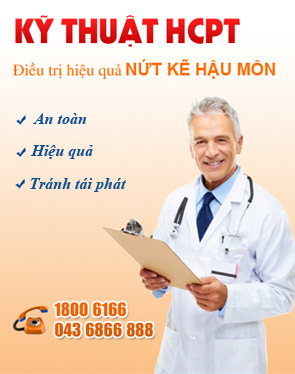 KỸ THUẬT HCPT
Điều trị hiệu quả NỨT KẼ HẬU MÔN
An toàn
Hiệu quả
Tránh tái phát
1800 6166
043 6866 888